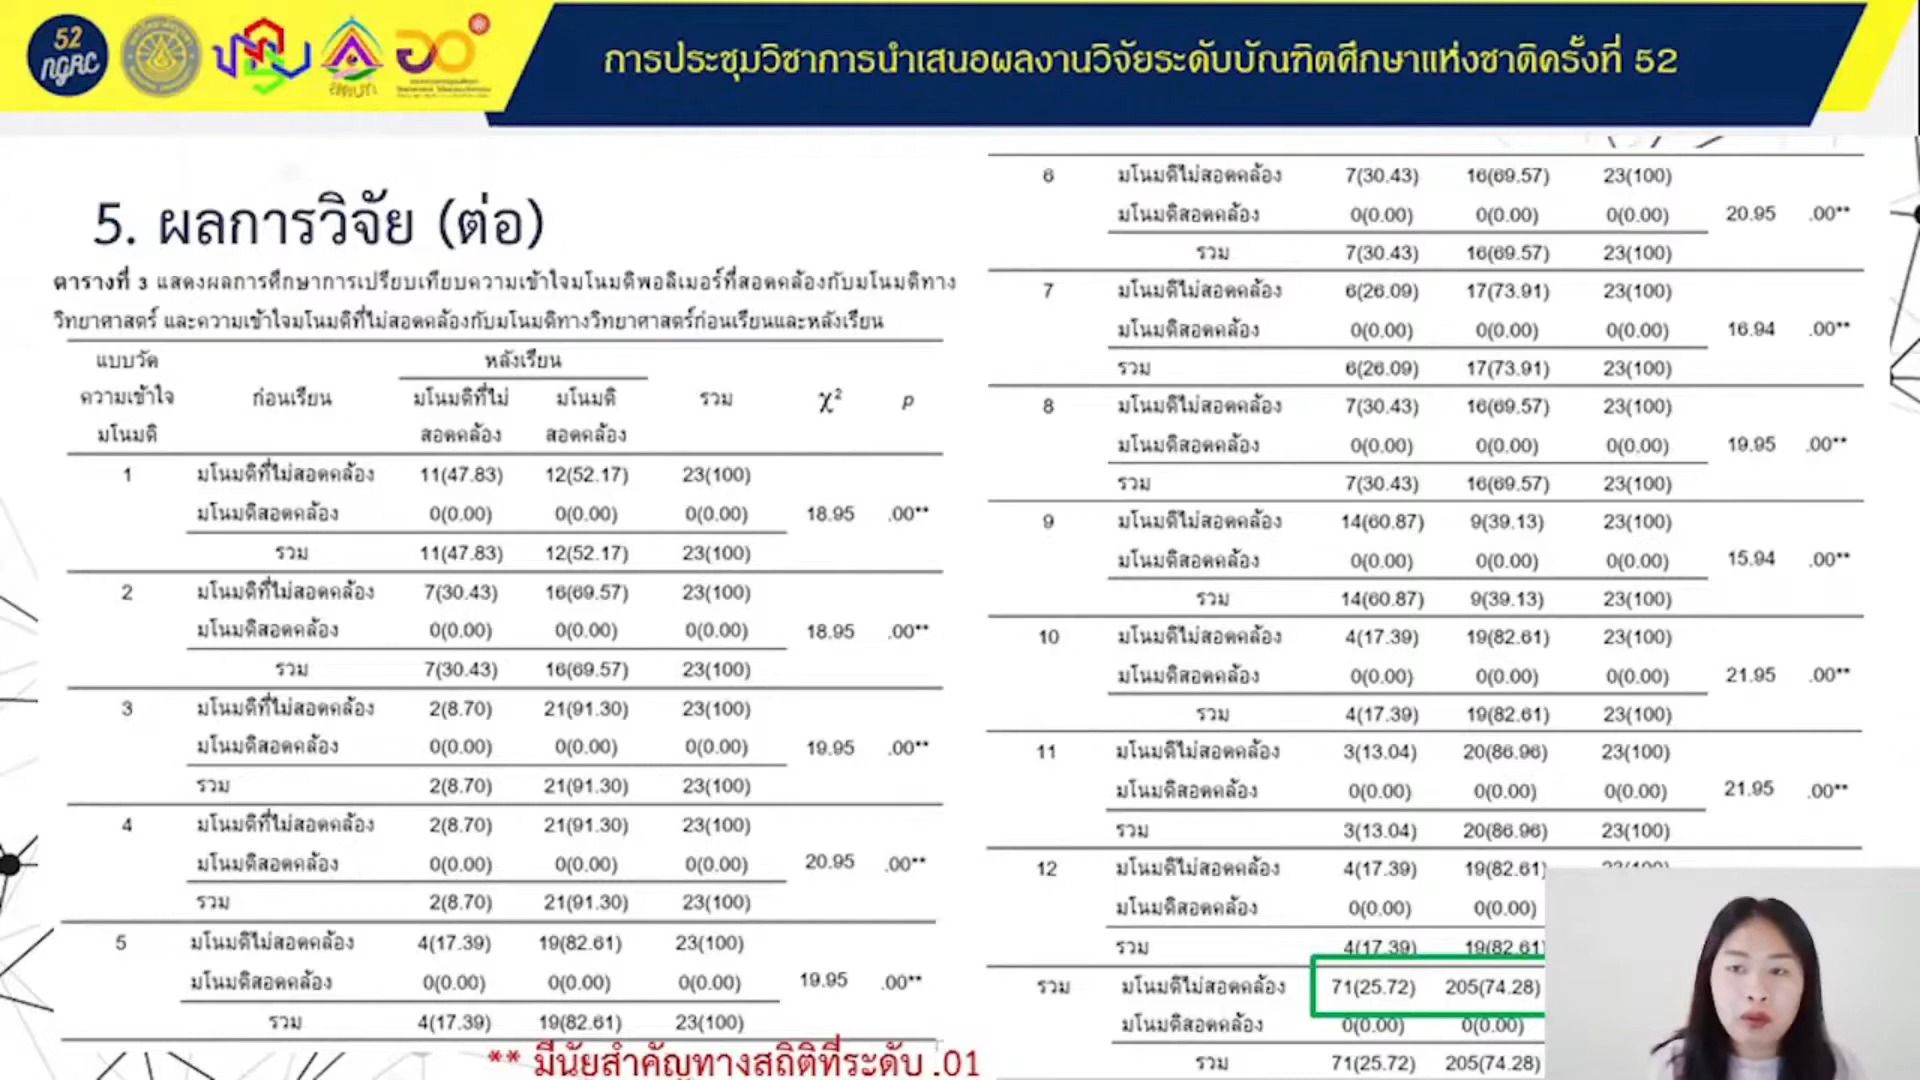 52
ngRC
การประชุมวิชาการนำเสนอผลงานวิจัยระดับบัณฑิตศึกษาแห่งชาติครั้งที่ 52
5. ผลการวิจัย (ต่อ)
ตารางที่ 3 แสดงผลการศึกษาการเปรียบเทียบความเข้าใจมโนมติพอลิเมอร์ที่สอดคล้องกับมโนมติทาง
วิทยาศาสตร์ และความเข้าใจมโนมติที่ไม่สอดคล้องกับมโนมติทางวิทยาศาสตร์ก่อนเรียนและหลังเรียน
แบบวัด หลังเรียน
ความเข้าใจ ก่อนเรียน มโนมติที่ไม่ มโนมติ รวม χ² p
มโนมติ สอดคล้อง สอดคล้อง
1 มโนมติที่ไม่สอดคล้อง 11(47.83) 12(52.17) 23(100)
มโนมติสอดคล้อง 0(0.00) 0(0.00) 0(0.00) 18.95 .00**
รวม 11(47.83) 12(52.17) 23(100)
2 มโนมติที่ไม่สอดคล้อง 7(30.43) 16(69.57) 23(100)
มโนมติสอดคล้อง 0(0.00) 0(0.00) 0(0.00) 18.95 .00**
รวม 7(30.43) 16(69.57) 23(100)
3 มโนมติที่ไม่สอดคล้อง 2(8.70) 21(91.30) 23(100)
มโนมติสอดคล้อง 0(0.00) 0(0.00) 0(0.00) 19.95 .00**
รวม 2(8.70) 21(91.30) 23(100)
4 มโนมติที่ไม่สอดคล้อง 2(8.70) 21(91.30) 23(100)
มโนมติสอดคล้อง 0(0.00) 0(0.00) 0(0.00) 20.95 .00**
รวม 2(8.70) 21(91.30) 23(100)
5 มโนมติไม่สอดคล้อง 4(17.39) 19(82.61) 23(100)
มโนมติสอดคล้อง 0(0.00) 0(0.00) 0(0.00) 19.95 .00**
รวม 4(17.39) 19(82.61) 23(100)
** มีนัยสำคัญทางสถิติที่ระดับ .01
6 มโนมติไม่สอดคล้อง 7(30.43) 16(69.57) 23(100)
มโนมติสอดคล้อง 0(0.00) 0(0.00) 0(0.00) 20.95 .00**
รวม 7(30.43) 16(69.57) 23(100)
7 มโนมติไม่สอดคล้อง 6(26.09) 17(73.91) 23(100)
มโนมติสอดคล้อง 0(0.00) 0(0.00) 0(0.00) 16.94 .00**
รวม 6(26.09) 17(73.91) 23(100)
8 มโนมติไม่สอดคล้อง 7(30.43) 16(69.57) 23(100)
มโนมติสอดคล้อง 0(0.00) 0(0.00) 0(0.00) 19.95 .00**
รวม 7(30.43) 16(69.57) 23(100)
9 มโนมติไม่สอดคล้อง 14(60.87) 9(39.13) 23(100)
มโนมติสอดคล้อง 0(0.00) 0(0.00) 0(0.00) 15.94 .00**
รวม 14(60.87) 9(39.13) 23(100)
10 มโนมติไม่สอดคล้อง 4(17.39) 19(82.61) 23(100)
มโนมติสอดคล้อง 0(0.00) 0(0.00) 0(0.00) 21.95 .00**
รวม 4(17.39) 19(82.61) 23(100)
11 มโนมติไม่สอดคล้อง 3(13.04) 20(86.96) 23(100)
มโนมติสอดคล้อง 0(0.00) 0(0.00) 0(0.00) 21.95 .00**
รวม 3(13.04) 20(86.96) 23(100)
12 มโนมติไม่สอดคล้อง 4(17.39) 19(82.61)
มโนมติสอดคล้อง 0(0.00) 0(0.00)
รวม 4(17.39) 19(82.61)
รวม มโนมติไม่สอดคล้อง 71(25.72) 205(74.28)
มโนมติสอดคล้อง 0(0.00) 0(0.00)
รวม 71(25.72) 205(74.28)